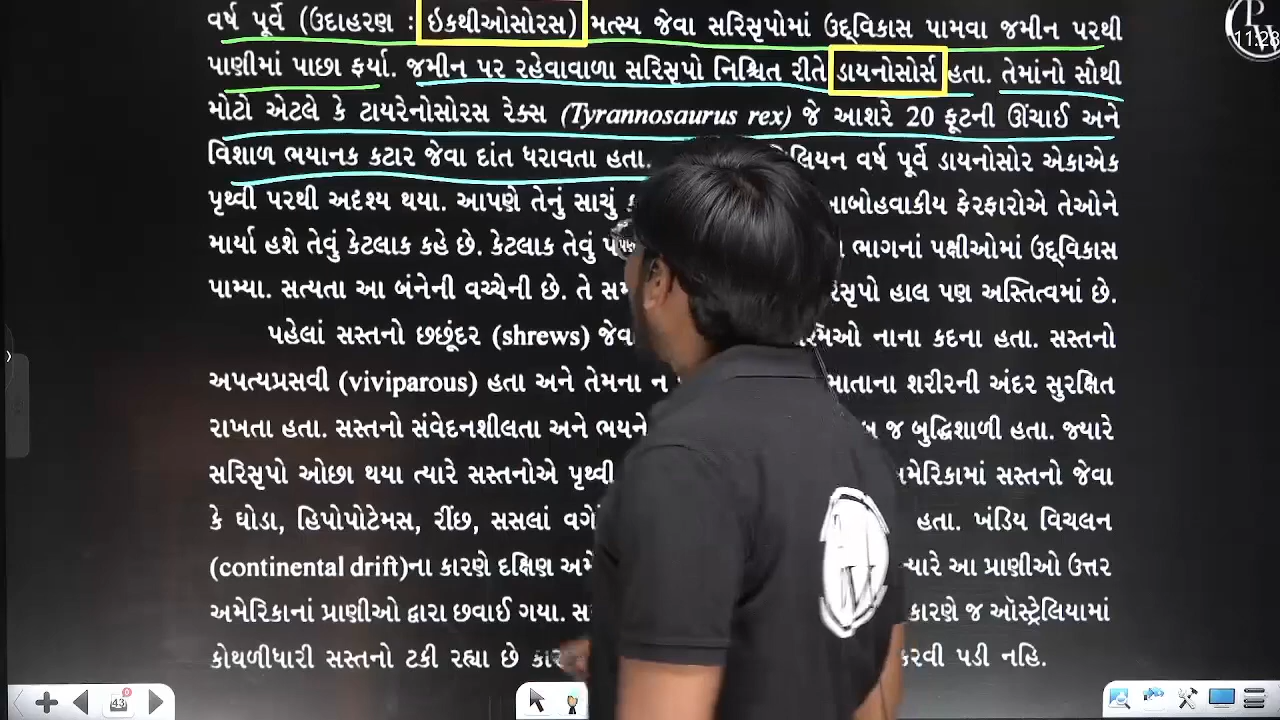 વર્ષ પૂર્વે (ઉદાહરણ : ઇકથીઓસોરસ) મત્સ્ય જેવા સરિસૃપોમાં ઉદ્દ્વિકાસ પામવા જમીન પરથી
11:28
પાણીમાં પાછા ફર્યા. જમીન પર રહેવાવાળા સરિસૃપો નિશ્ચિત રીતે ડાયનોસોર્સ હતા. તેમાંનો સૌથી
મોટો એટલે કે ટાયરેનોસોરસ રેક્સ (Tyrannosaurus rex) જે આશરે 20 ફૂટની ઊંચાઈ અને
વિશાળ ભયાનક કટાર જેવા દાંત ધરાવતા હતા. વર્ષ પૂર્વે ડાયનોસોર એકાએક
પૃથ્વી પરથી અદૃશ્ય થયા. આપણે તેનું સાચું ફેરફારોએ તેઓને
માર્યા હશે તેવું કેટલાક કહે છે. કેટલાક તેવું ભાગનાં પક્ષીઓમાં ઉદ્દ્વિકાસ
પામ્યા. સત્યતા આ બંનેની વચ્ચેની છે. તે હાલ પણ અસ્તિત્વમાં છે.
પહેલાં સસ્તનો છછૂંદર (shrews) નાના કદના હતા. સસ્તનો
અપત્યપ્રસવી (viviparous) હતા અને તેમના માતાના શરીરની અંદર સુરક્ષિત
રાખતા હતા. સસ્તનો સંવેદનશીલતા અને જ બુદ્ધિશાળી હતા. જ્યારે
સરિસૃપો ઓછા થયા ત્યારે સસ્તનોએ પૃથ્વી સસ્તનો જેવા
કે ઘોડા, હિપોપોટેમસ, રીંછ, સસલાં હતા. ખંડિય વિચલન
(continental drift)ના કારણે દક્ષિણ આ પ્રાણીઓ ઉત્તર
અમેરિકાનાં પ્રાણીઓ દ્વારા છવાઈ ગયા. કારણે જ ઑસ્ટ્રેલિયામાં
કોથળીધારી સસ્તનો ટકી રહ્યા છે કરવી પડી નહિ.
43